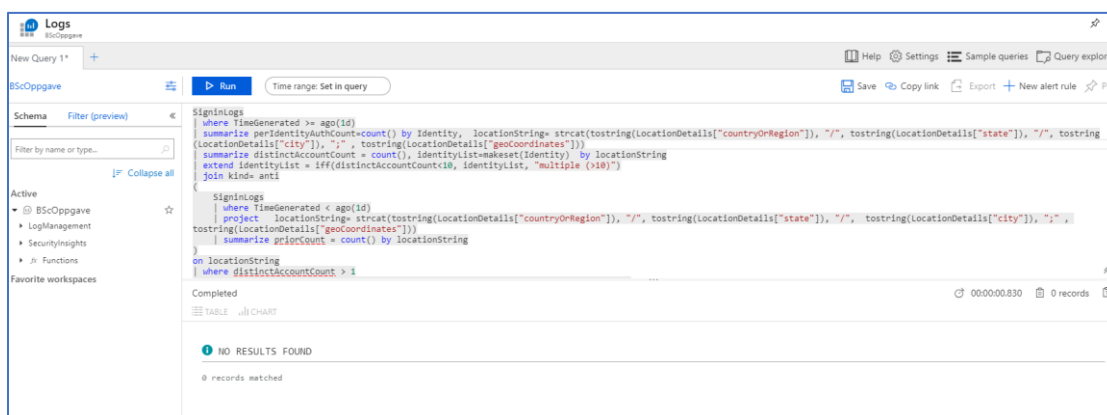 Logs
BScOppgave
New Query 1*
+
Help Settings Sample queries Query explor
BScOppgave
Run
Time range: Set in query
Save Copy link Export New alert rule P
Schema Filter (preview) «
Filter by name or type...
Collapse all
Active
BScOppgave
LogManagement
SecurityInsights
fx Functions
Favorite workspaces
SigninLogs
| where TimeGenerated >= ago(1d)
| summarize perIdentityAuthCount=count() by Identity, locationString= strcat(tostring(LocationDetails["countryOrRegion"]), "/", tostring(LocationDetails["state"]), "/", tostring
(LocationDetails["city"]), ";" , tostring(LocationDetails["geoCoordinates"]))
| summarize distinctAccountCount = count(), identityList=makeset(Identity) by locationString
| extend identityList = iff(distinctAccountCount<10, identityList, "multiple (>10)")
| join kind= anti
(
SigninLogs
| where TimeGenerated < ago(1d)
| project locationString= strcat(tostring(LocationDetails["countryOrRegion"]), "/", tostring(LocationDetails["state"]), "/", tostring(LocationDetails["city"]), ";" ,
tostring(LocationDetails["geoCoordinates"]))
| summarize priorCount = count() by locationString
)
on locationString
| where distinctAccountCount > 1
...
Completed
00:00:00.830 0 records
TABLE CHART
NO RESULTS FOUND
0 records matched